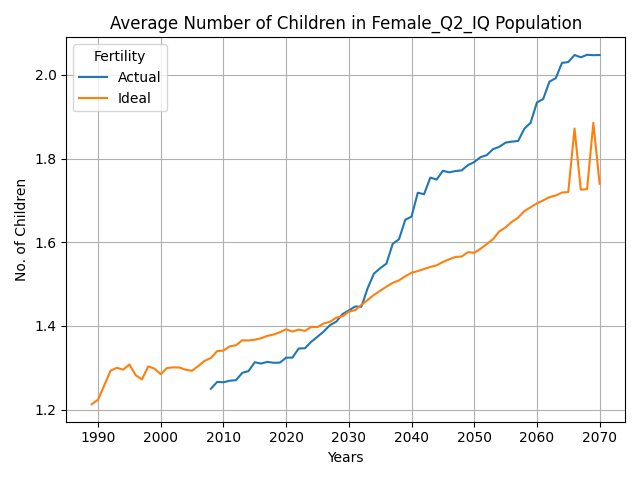 Average Number of Children in Female_Q2_IQ Population
Fertility
Actual
Ideal
No. of Children
2.0
1.8
1.6
1.4
1.2
1990 2000 2010 2020 2030 2040 2050 2060 2070
Years